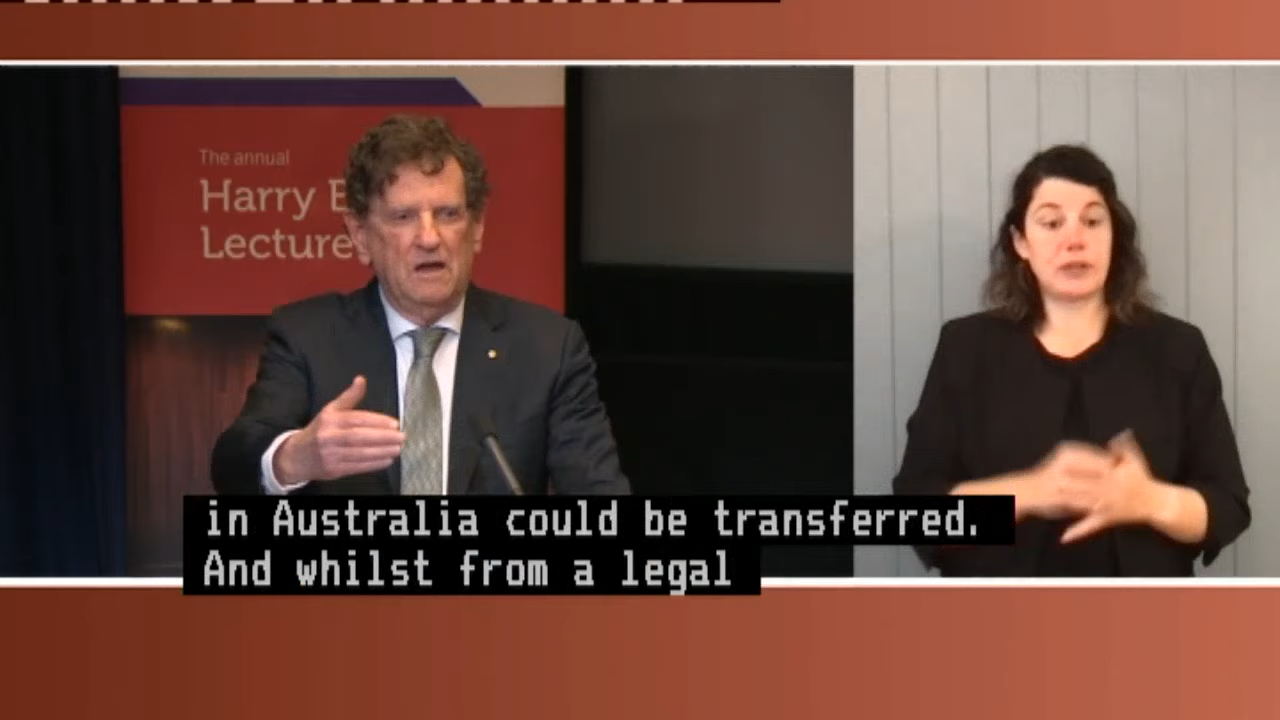 The annual
Harry
Lecture
in Australia could be transferred.
And whilst from a legal